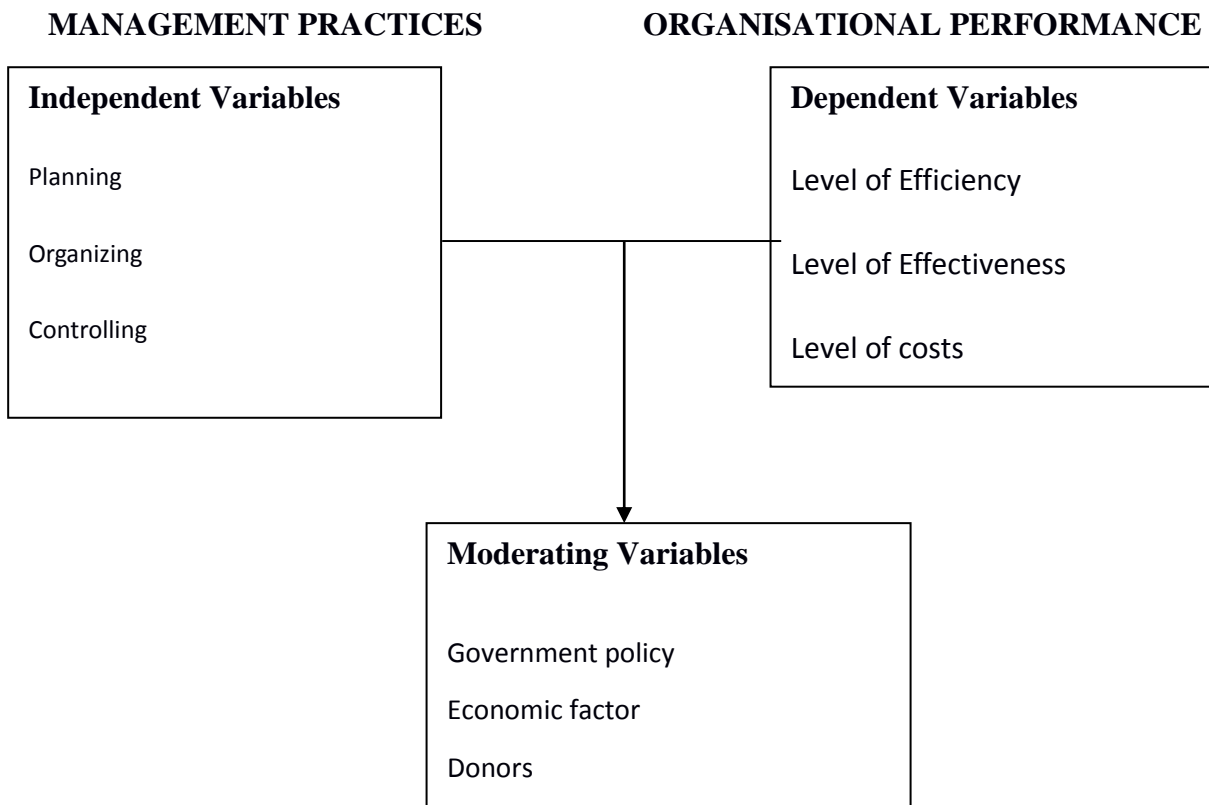 MANAGEMENT PRACTICES
ORGANISATIONAL PERFORMANCE
Independent Variables
Planning
Organizing
Controlling
Dependent Variables
Level of Efficiency
Level of Effectiveness
Level of costs
Moderating Variables
Government policy
Economic factor
Donors